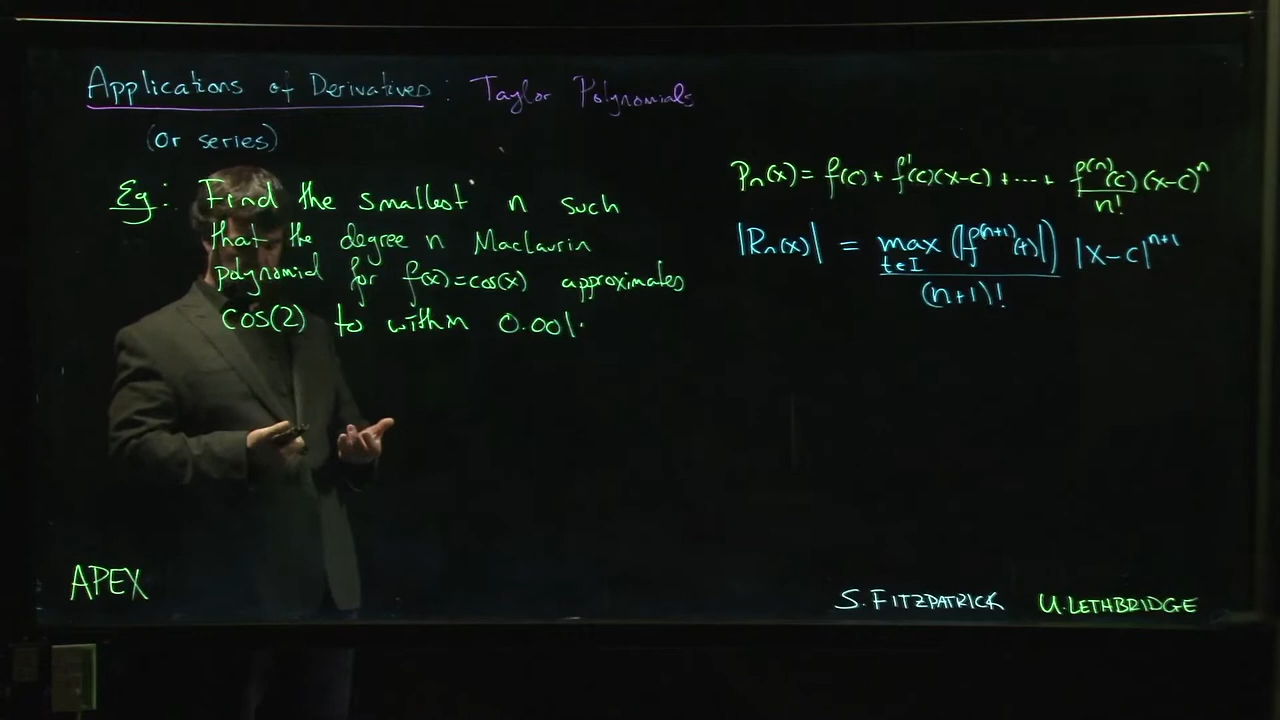 Applications of Derivatives : Taylor Polynomials
(or series)
Eg: Find the smallest n such
that the degree n Maclaurin
polynomial for f(x)=cos(x) approximates
cos(2) to within 0.001.
Pn(x) = f(c) + f'(c)(x-c) + ... + f^(n)(c)/n! (x-c)^n
|Rn(x)| = max t∈I (|f^(n+1)(t)|)/(n+1)! |x-c|^n+1
APEX
S. FITZPATRICK U. LETHBRIDGE